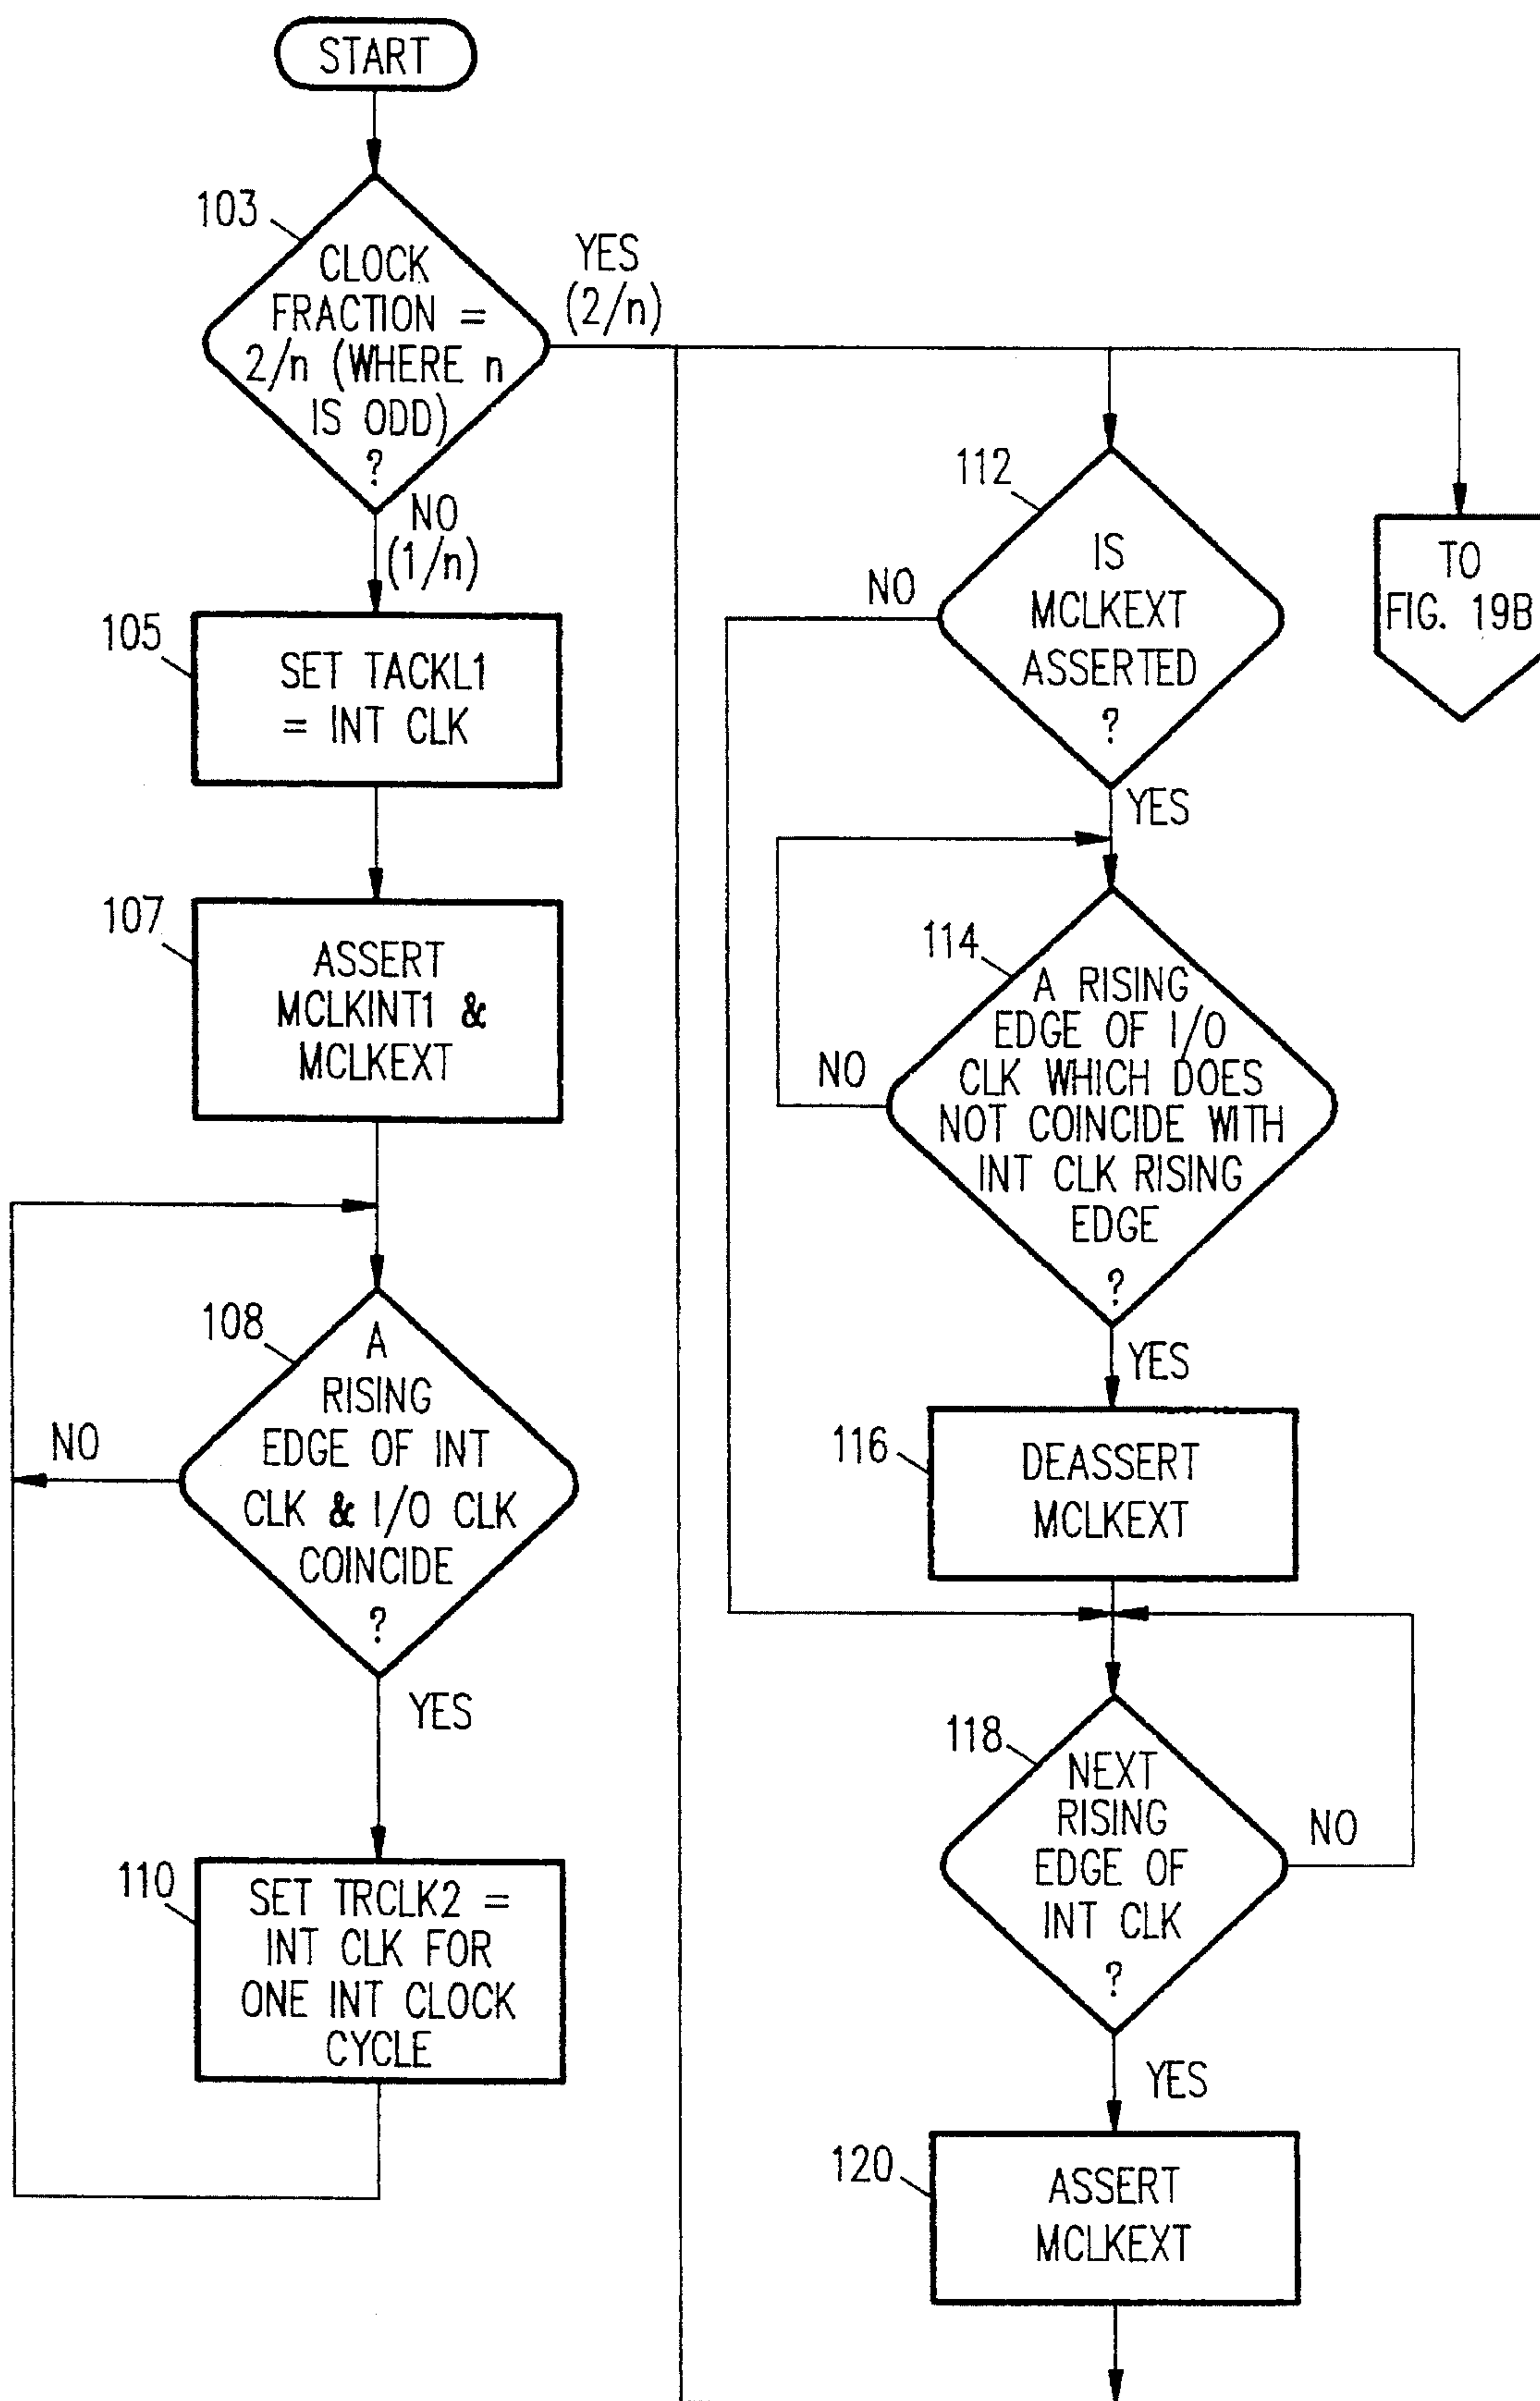 START
103
CLOCK
FRACTION =
2/n (WHERE n
IS ODD)
?
YES
(2/n)
NO
(1/n)
105
SET TACKL1
= INT CLK
107
ASSERT
MCLKINT1 &
MCLKEXT
108
A
RISING
EDGE OF INT
CLK & I/O CLK
COINCIDE
?
NO
YES
110
SET TRCLK2 =
INT CLK FOR
ONE INT CLOCK
CYCLE
112
IS
MCLKEXT
ASSERTED
?
NO
YES
TO
FIG. 19B
114
A RISING
EDGE OF I/O
CLK WHICH DOES
NOT COINCIDE WITH
INT CLK RISING
EDGE
?
NO
YES
116
DEASSERT
MCLKEXT
118
NEXT
RISING
EDGE OF
INT CLK
?
NO
YES
120
ASSERT
MCLKEXT